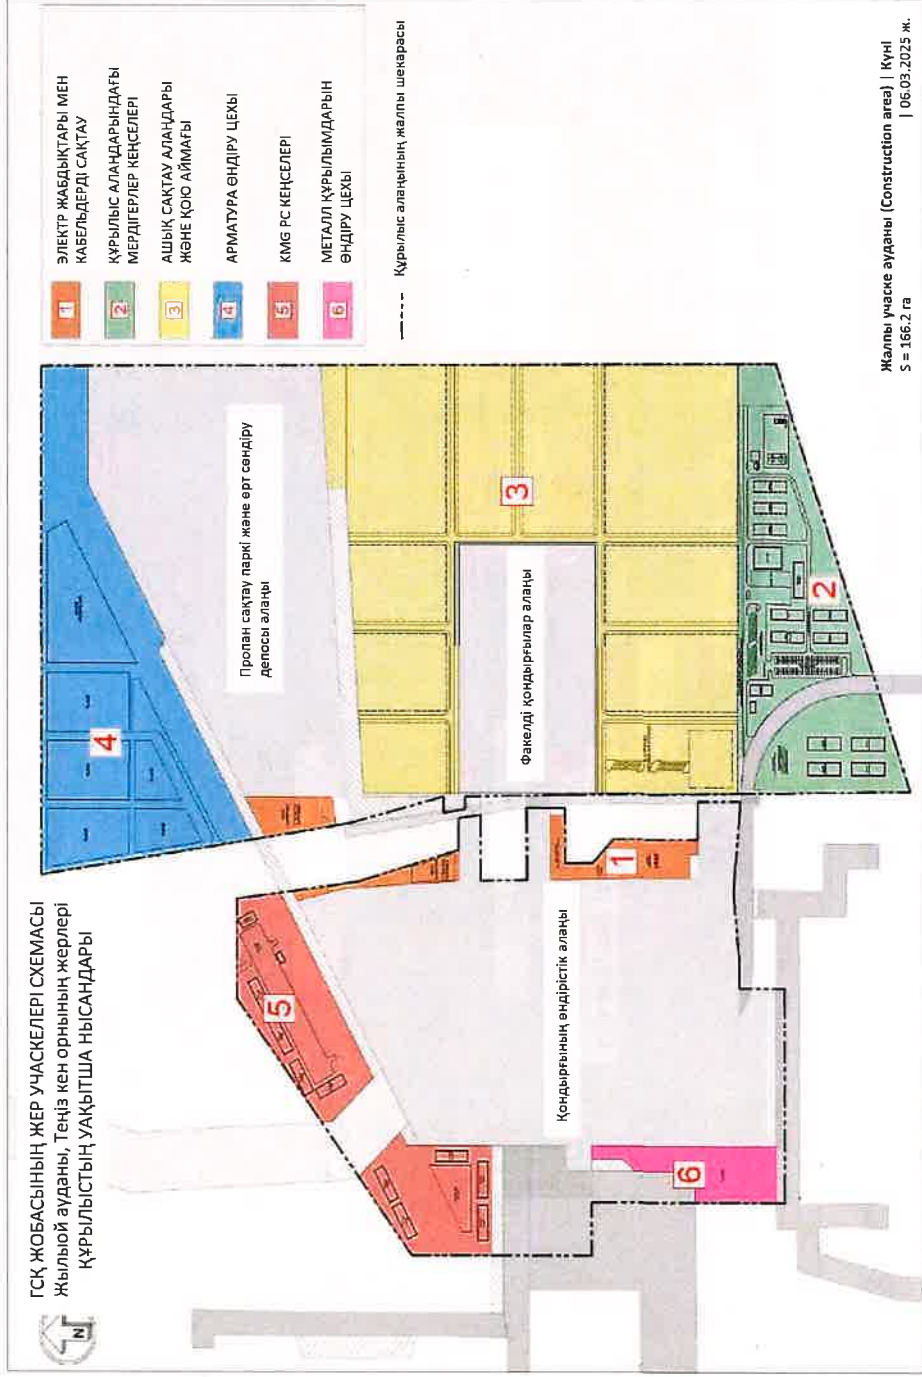 ГСҚ ЖОБАСЫНЫҢ ЖЕР УЧАСКЕЛЕРІ СХЕМАСЫ
Жылыой ауданы, Теңіз кен орнының жерлері
ҚҰРЫЛЫСТЫҢ УАҚЫТША НЫСАНДАРЫ
N
1
ЭЛЕКТР ЖАБДЫҚТАРЫ МЕН
КАБЕЛЬДЕРДІ САҚТАУ
2
ҚҰРЫЛЫС АЛАҢДАРЫНДАҒЫ
МЕРДІГЕРЛЕР КЕҢСЕЛЕРІ
3
АШЫҚ САҚТАУ АЛАҢДАРЫ
ЖӘНЕ ҚОЮ АЙМАҒЫ
4
АРМАТУРА ӨНДІРУ ЦЕХЫ
5
KMG PC КЕҢСЕЛЕРІ
6
МЕТАЛЛ ҚҰРЫЛЫМДАРЫН
ӨНДІРУ ЦЕХЫ
Құрылыс алаңының жалпы шекарасы
4
Пропан сақтау паркі және өрт сөндіру
депосы алаңы
5
3
Факелді қондырғылар алаңы
1
Қондырғының өндірістік алаңы
2
6
Жалпы учаске ауданы (Construction area) | Күні
S = 166.2 га | 06.03.2025 ж.